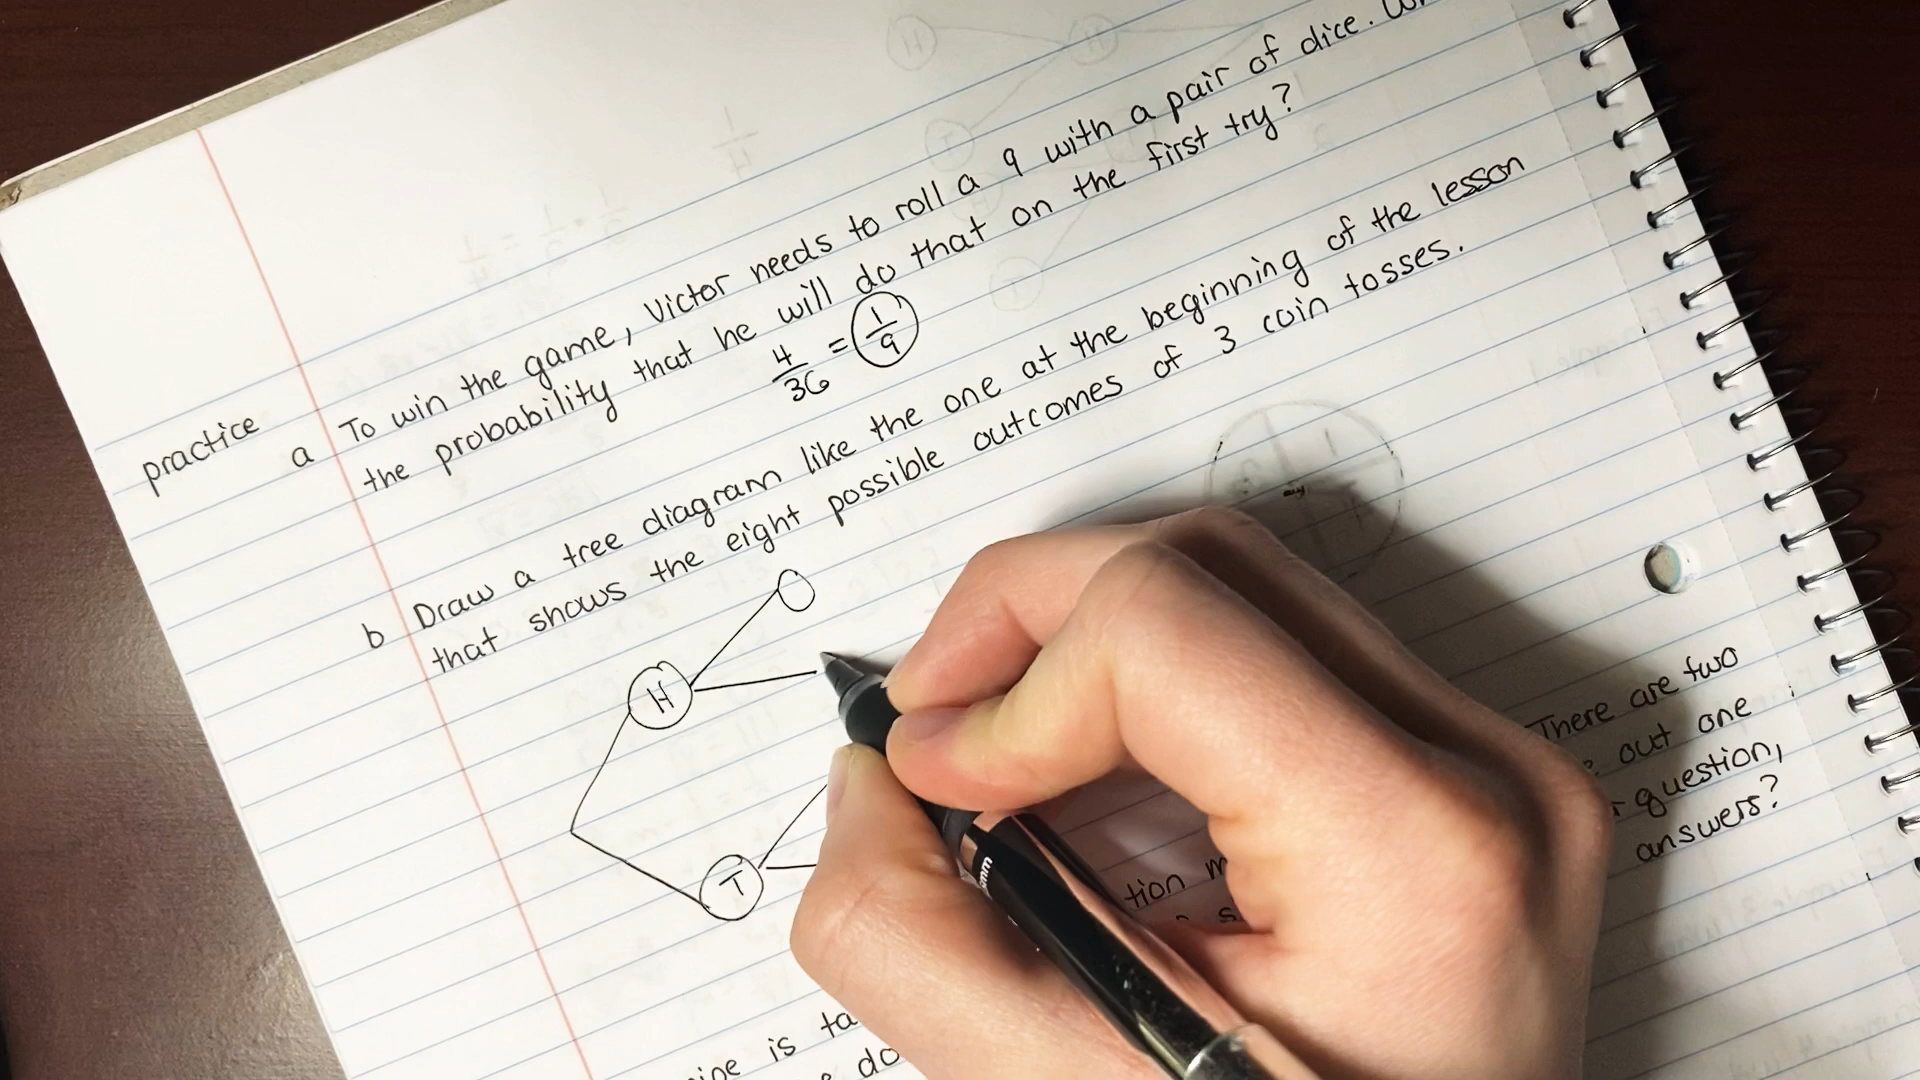 practice
a To win the game, Victor needs to roll a 9 with a pair of dice.
the probability that he will do that on the first try?
4/36 = 1/9
b Draw a tree diagram like the one at the beginning of the lesson
that shows the eight possible outcomes of 3 coin tosses.
H
T
There are two
out one
question,
answers?
is